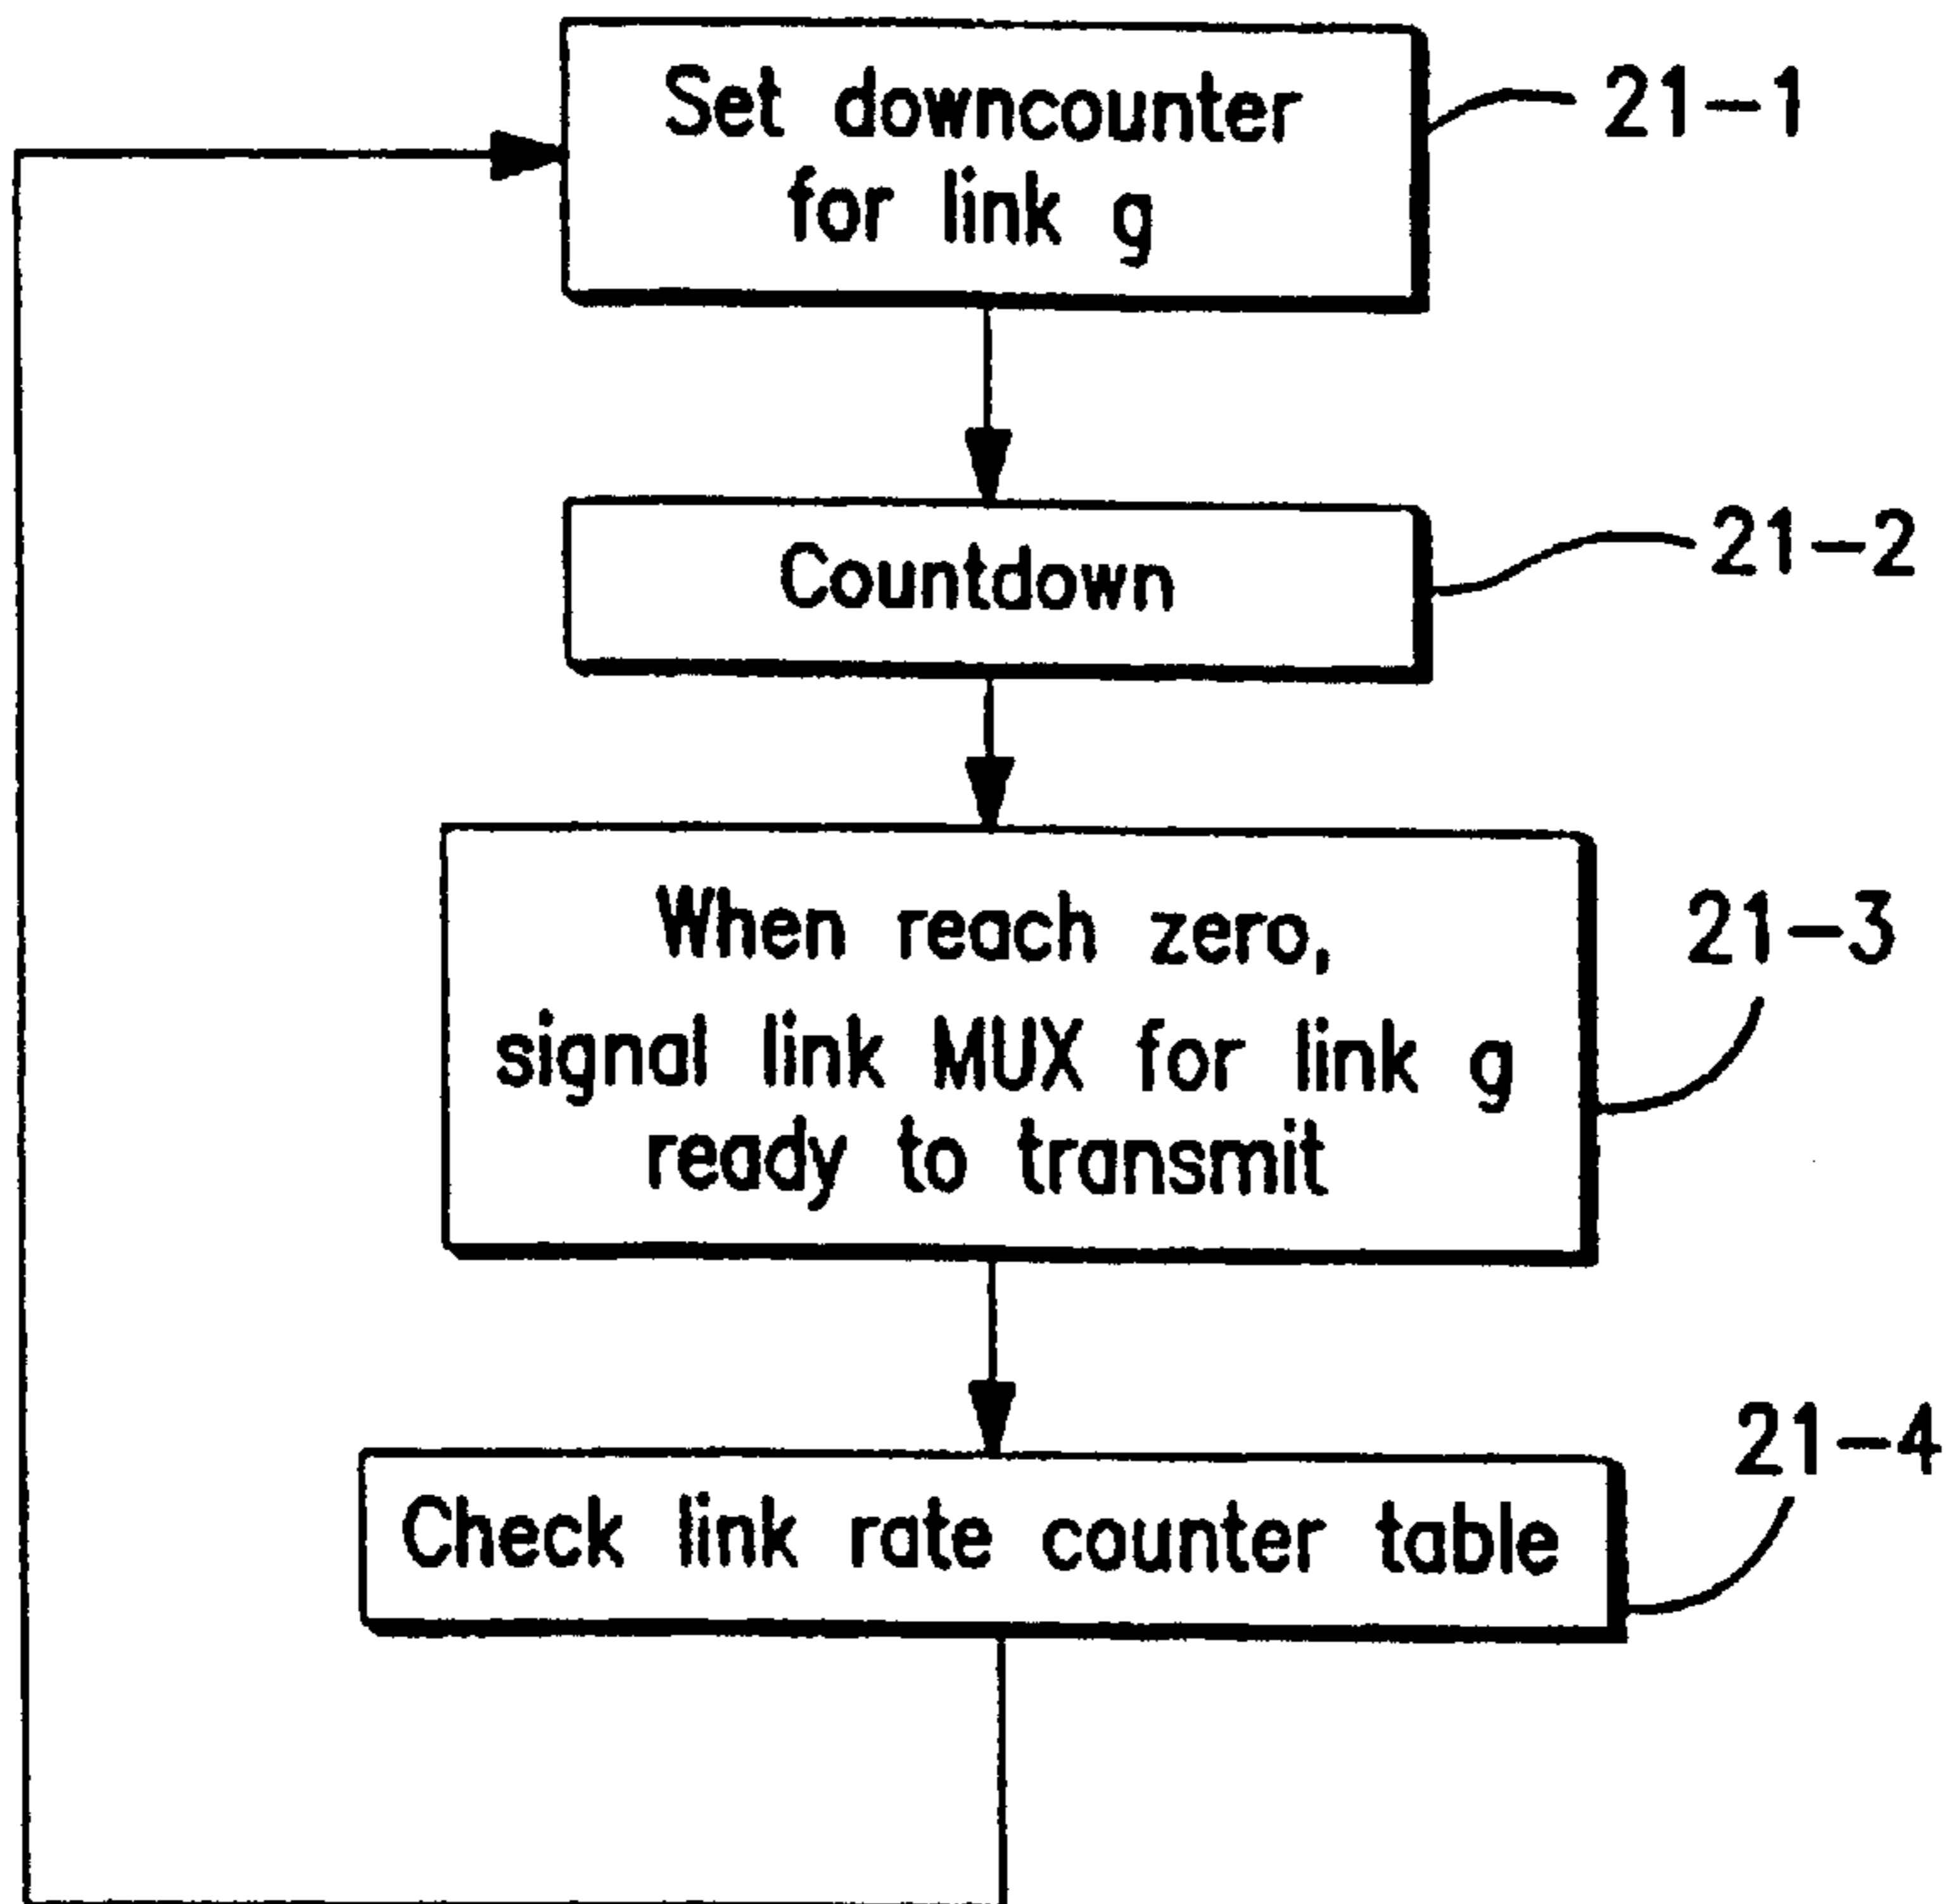 Set downcounter
for link g
21-1
Countdown
21-2
When reach zero,
signal link MUX for link g
ready to transmit
21-3
Check link rate counter table
21-4